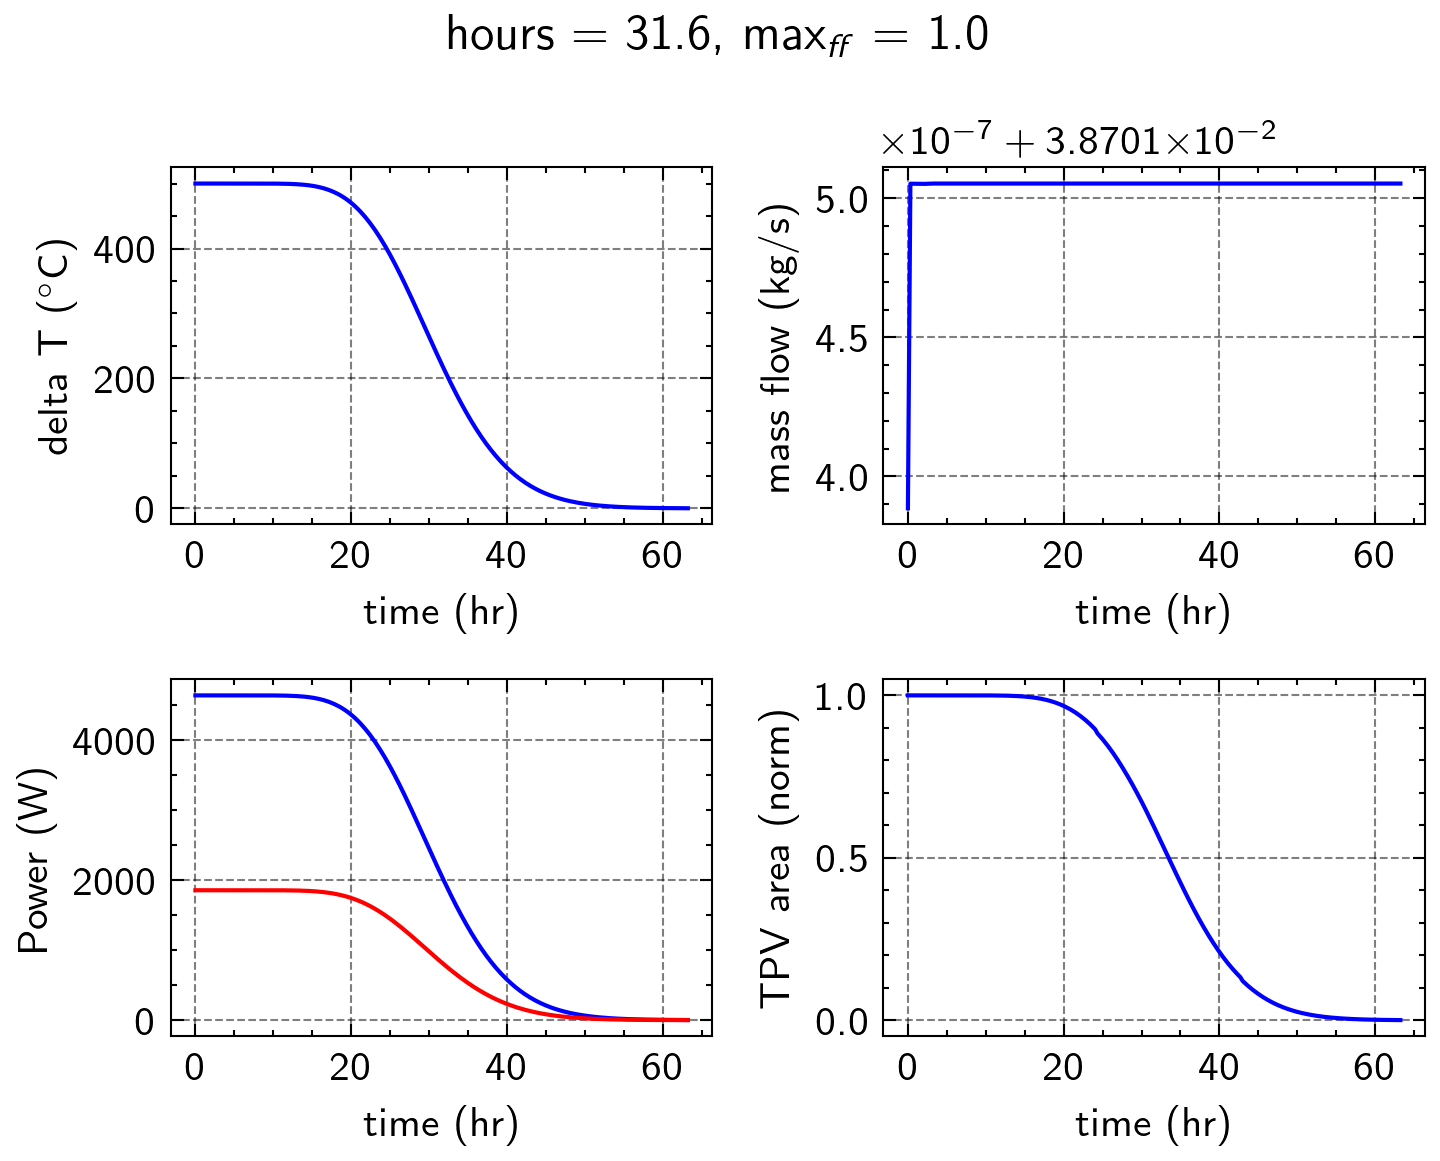 hours = 31.6, max_ff = 1.0
delta T (°C)
400
200
0
0 20 40 60
time (hr)
×10⁻⁷ + 3.8701×10⁻²
mass flow (kg/s)
5.0
4.5
4.0
0 20 40 60
time (hr)
Power (W)
4000
2000
0
0 20 40 60
time (hr)
TPV area (norm)
1.0
0.5
0.0
0 20 40 60
time (hr)